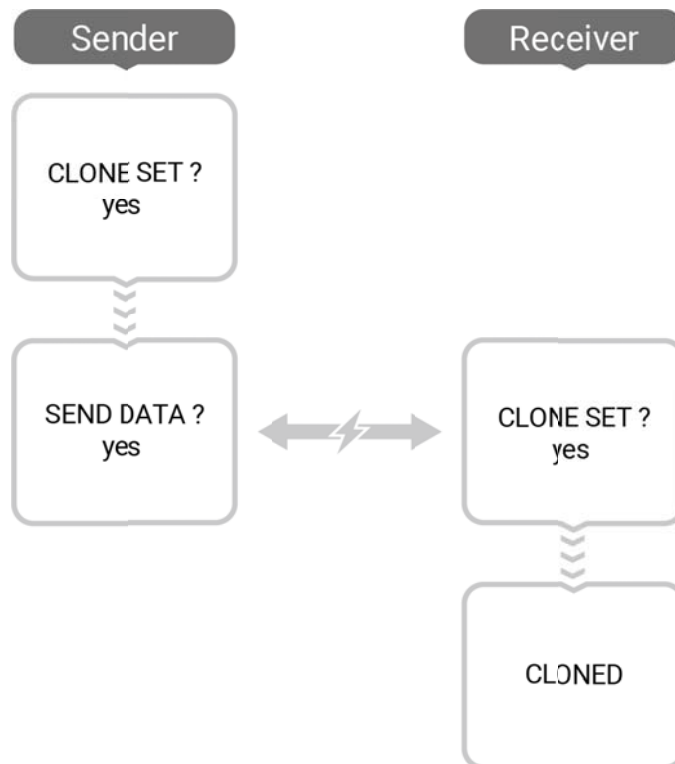 Sender
Receiver
CLONE SET ?
yes
SEND DATA ?
yes
CLONE SET ?
yes
CLONED